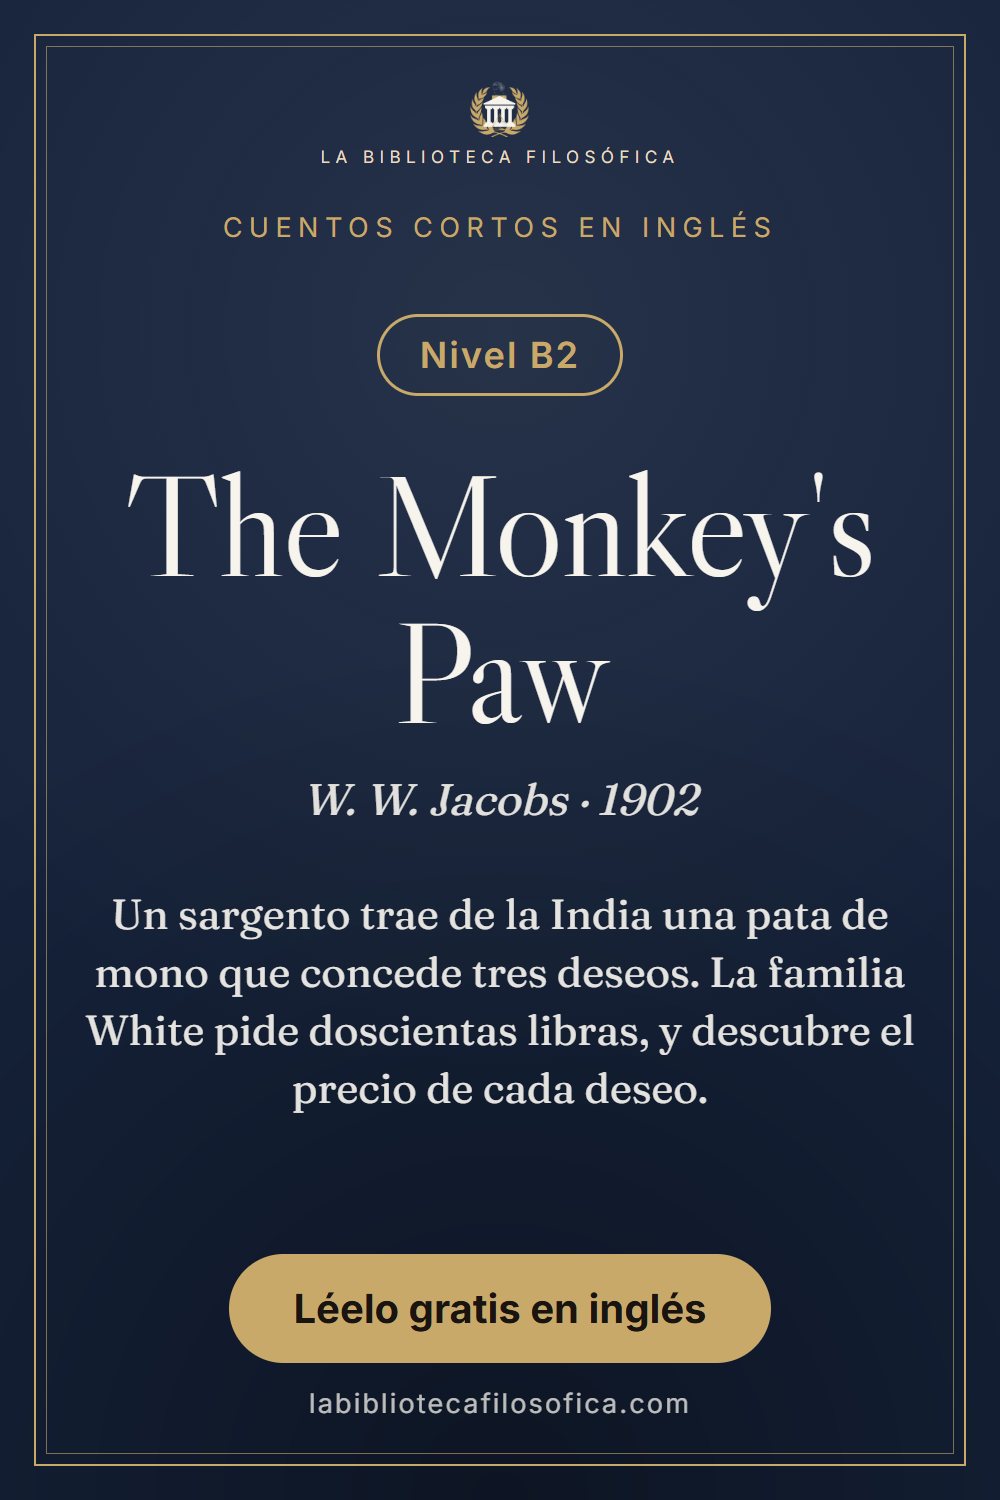 LA BIBLIOTECA FILOSÓFICA
CUENTOS CORTOS EN INGLÉS
Nivel B2
The Monkey's
Paw
W. W. Jacobs · 1902
Un sargento trae de la India una pata de
mono que concede tres deseos. La familia
White pide doscientas libras, y descubre el
precio de cada deseo.
Léelo gratis en inglés
labibliotecafilosofica.com